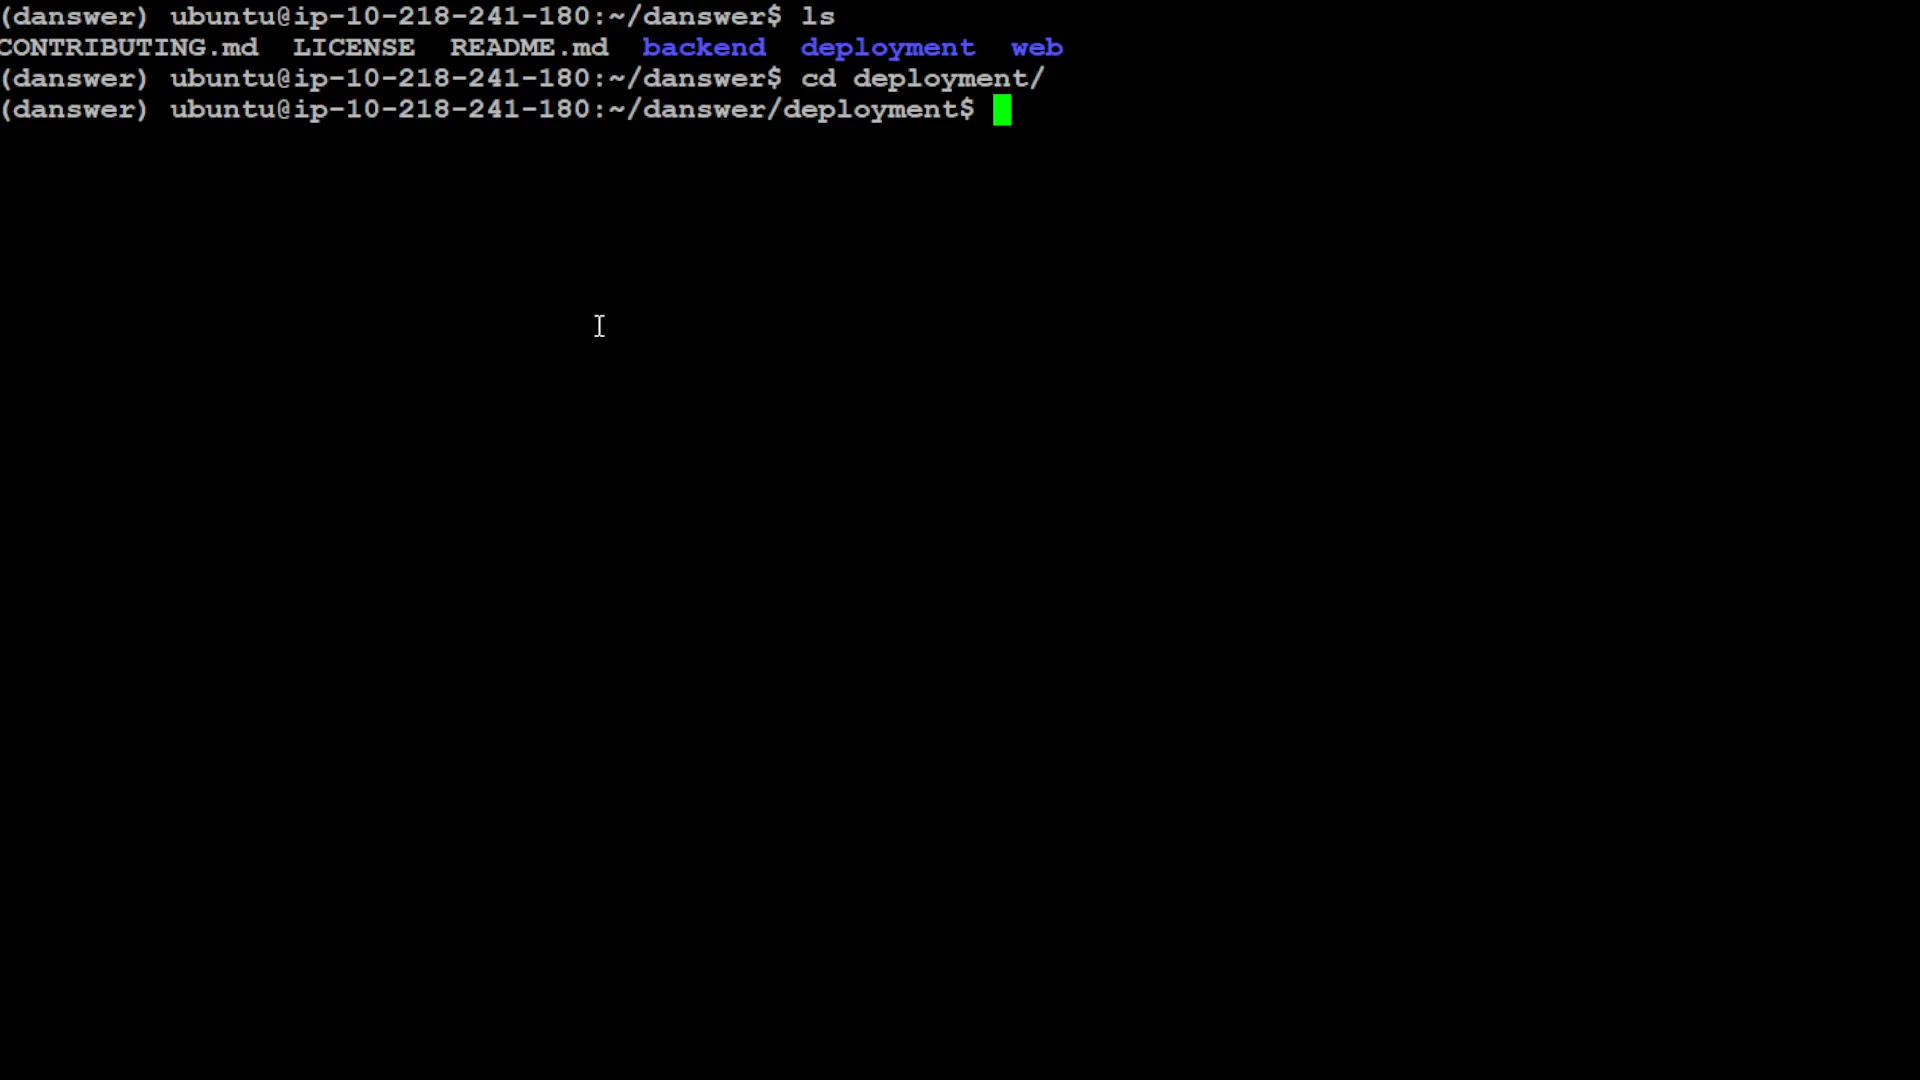 (danswer) ubuntu@ip-10-218-241-180:~/danswer$ ls
CONTRIBUTING.md  LICENSE  README.md  backend  deployment  web
(danswer) ubuntu@ip-10-218-241-180:~/danswer$ cd deployment/
(danswer) ubuntu@ip-10-218-241-180:~/danswer/deployment$